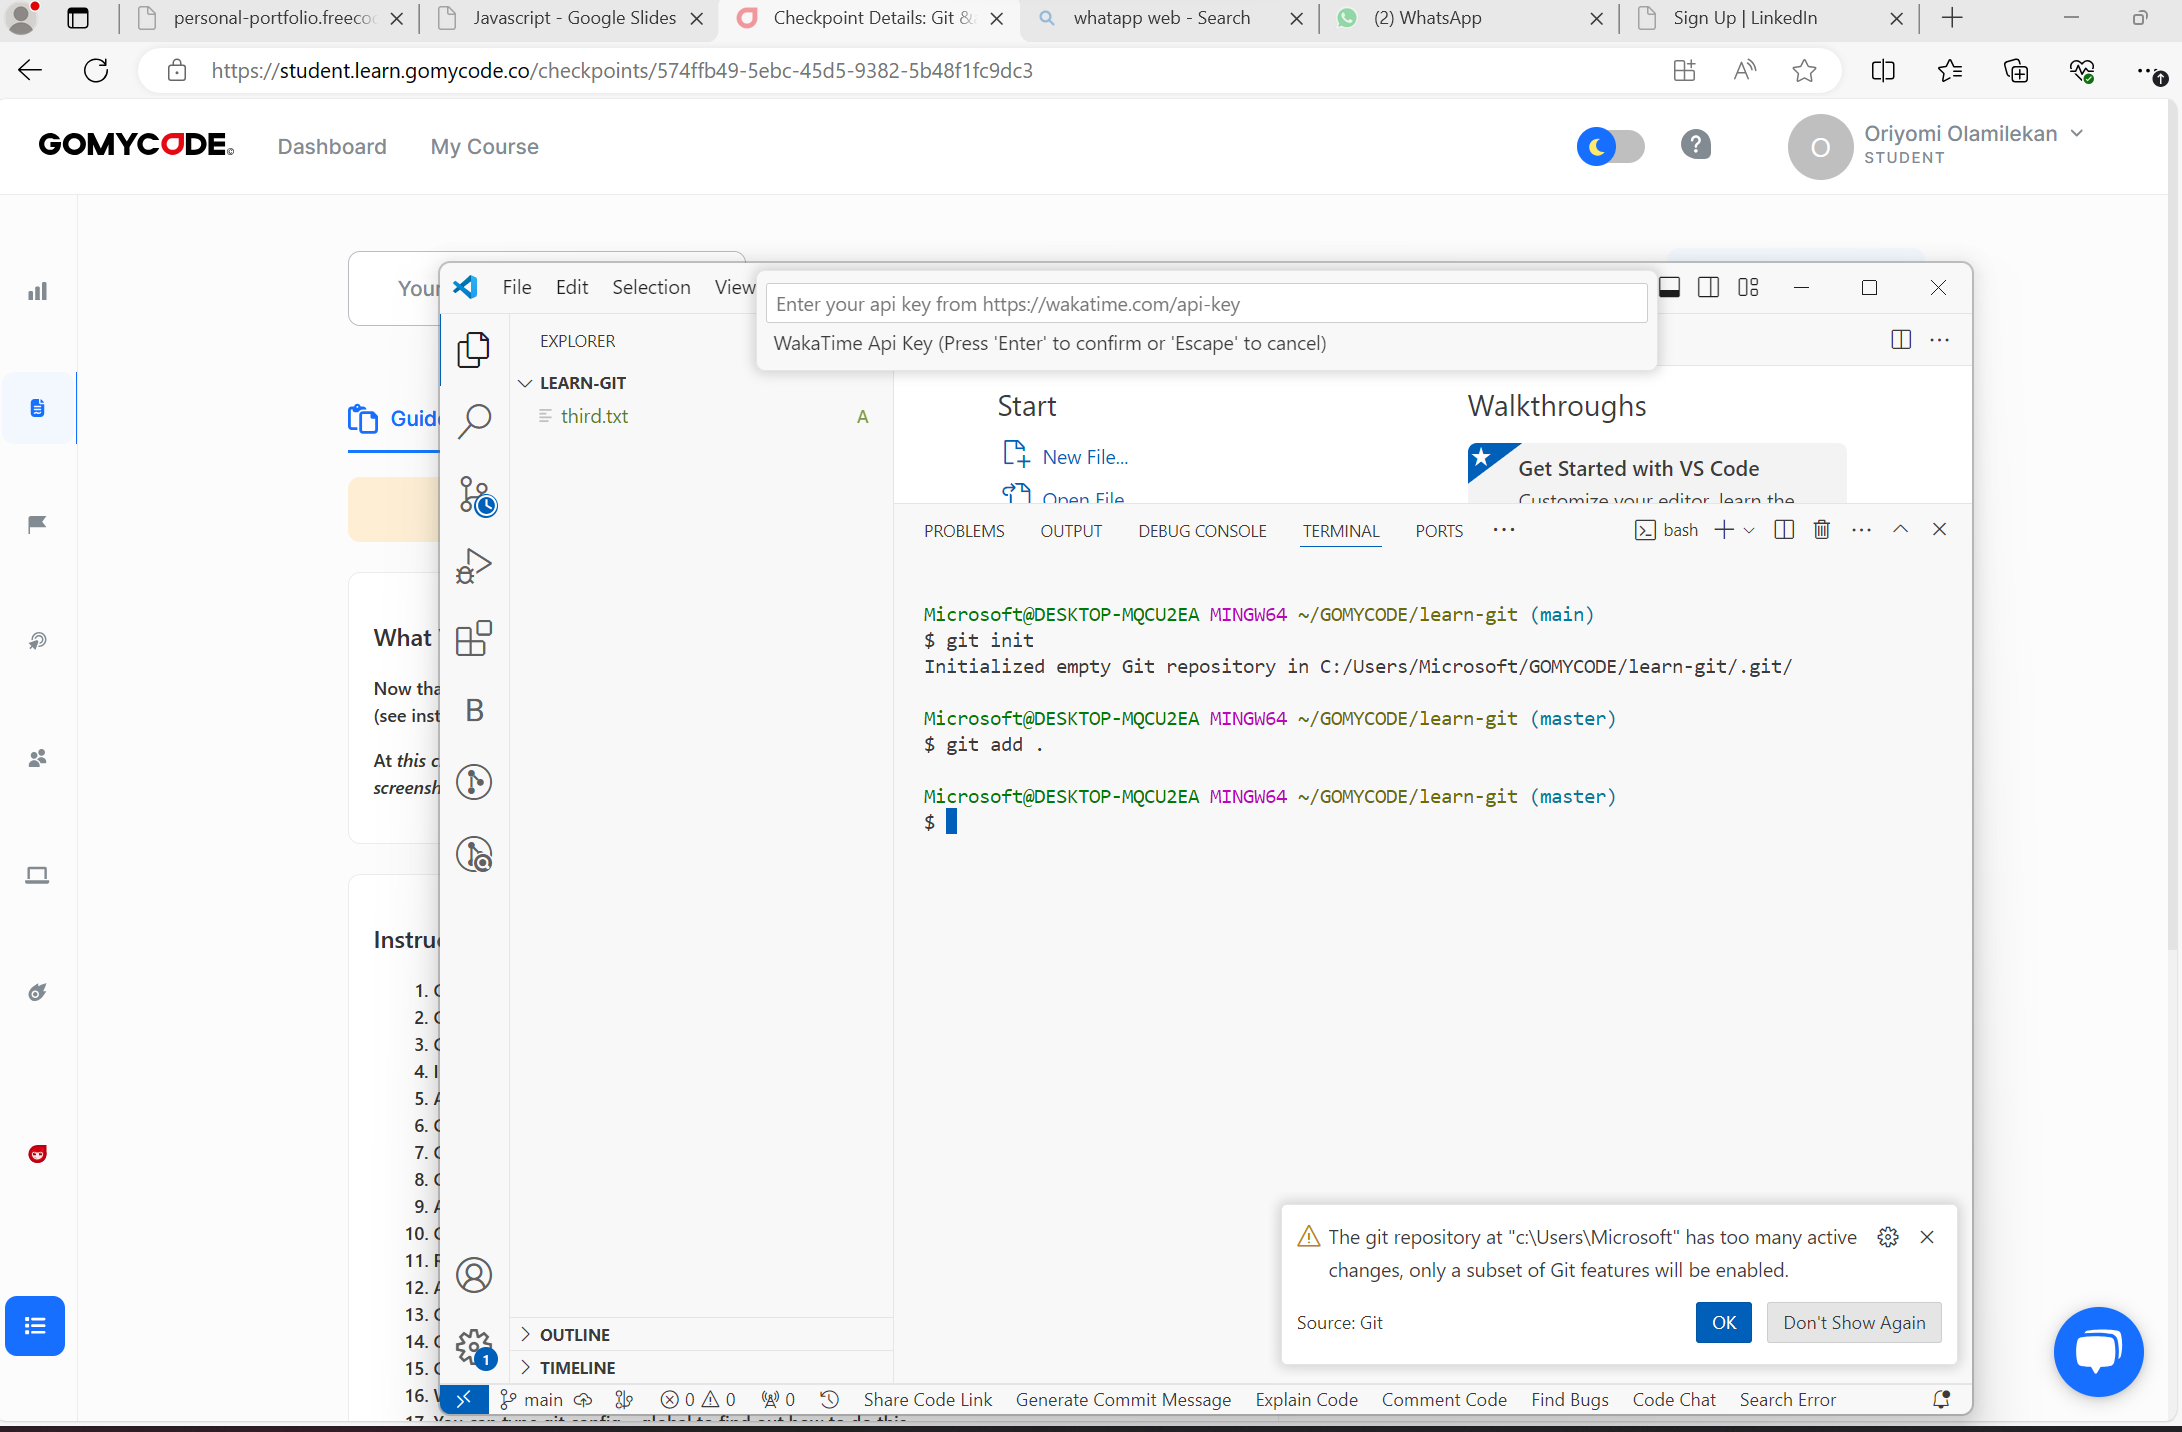 personal-portfolio.freecoc
Javascript - Google Slides
Checkpoint Details: Git &
whatapp web - Search
(2) WhatsApp
Sign Up | LinkedIn
https://student.learn.gomycode.co/checkpoints/574ffb49-5ebc-45d5-9382-5b48f1fc9dc3
GOMYCODE
Dashboard
My Course
Oriyomi Olamilekan
STUDENT
O
Your
Guide
What
Now tha
(see inst
At this c
screensh
Instruc
1. C
2. C
3. C
4. I
5. A
6. C
7. C
8. C
9. A
10. C
11. F
12. A
13. C
14. C
15. C
16. V
17. You can type git config --global to find out how to do this
File Edit Selection View
Enter your api key from https://wakatime.com/api-key
WakaTime Api Key (Press 'Enter' to confirm or 'Escape' to cancel)
EXPLORER
LEARN-GIT
third.txt A
B
Start
New File...
Open File
Walkthroughs
Get Started with VS Code
Customize your editor, learn the
PROBLEMS OUTPUT DEBUG CONSOLE TERMINAL PORTS
bash
Microsoft@DESKTOP-MQCU2EA MINGW64 ~/GOMYCODE/learn-git (main)
$ git init
Initialized empty Git repository in C:/Users/Microsoft/GOMYCODE/learn-git/.git/
Microsoft@DESKTOP-MQCU2EA MINGW64 ~/GOMYCODE/learn-git (master)
$ git add .
Microsoft@DESKTOP-MQCU2EA MINGW64 ~/GOMYCODE/learn-git (master)
$
The git repository at "c:\Users\Microsoft" has too many active
changes, only a subset of Git features will be enabled.
Source: Git
OK
Don't Show Again
OUTLINE
TIMELINE
1
main 0 0 0 Share Code Link Generate Commit Message Explain Code Comment Code Find Bugs Code Chat Search Error